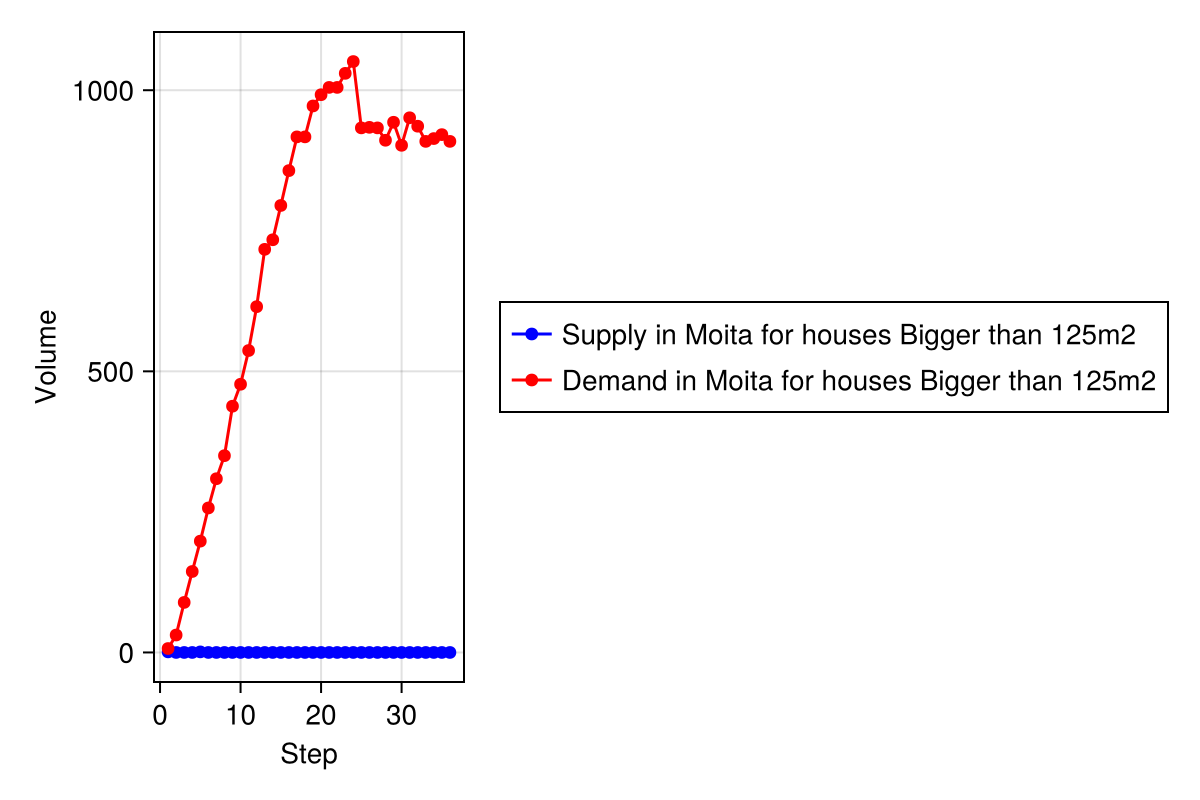 1000
500
0
Volume
0 10 20 30
Step
Supply in Moita for houses Bigger than 125m2
Demand in Moita for houses Bigger than 125m2